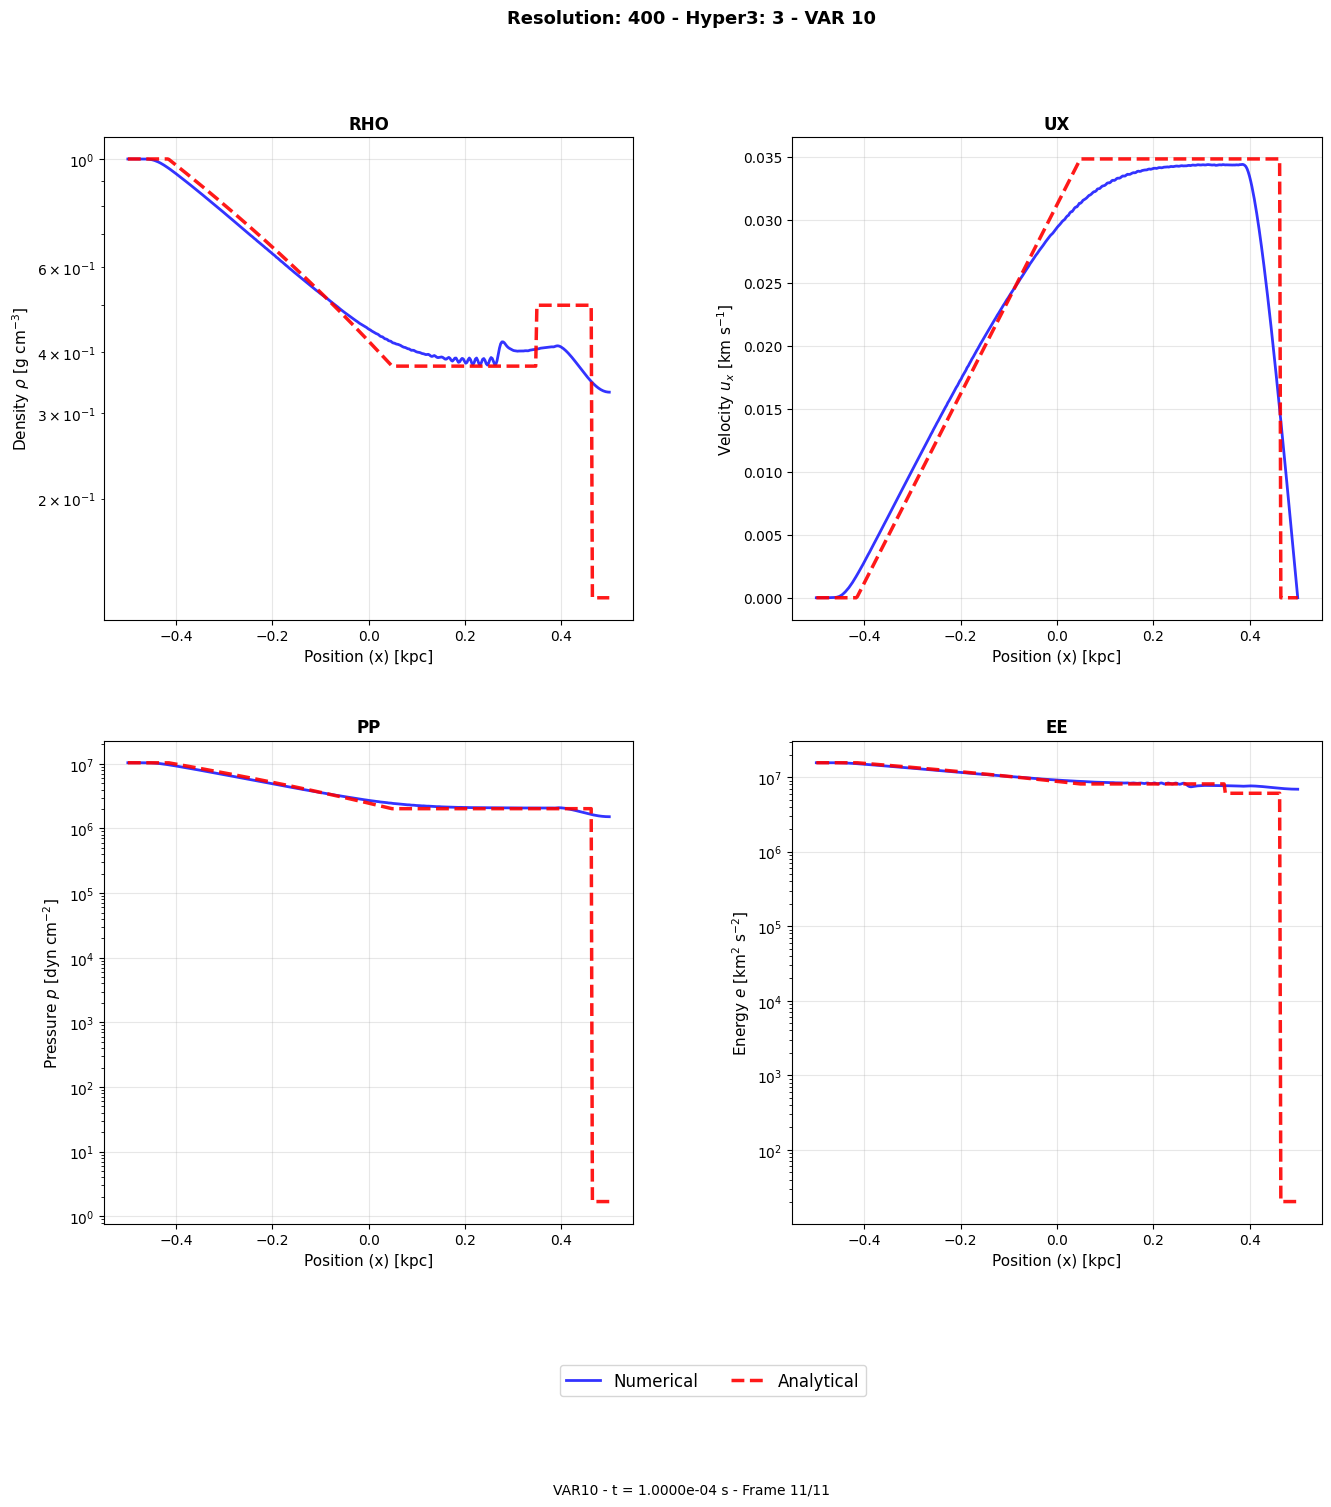 Resolution: 400 - Hyper3: 3 - VAR 10
RHO
10⁰
6 × 10⁻¹
4 × 10⁻¹
3 × 10⁻¹
2 × 10⁻¹
Density ρ [g cm⁻³]
−0.4 −0.2 0.0 0.2 0.4
Position (x) [kpc]
UX
0.035
0.030
0.025
0.020
0.015
0.010
0.005
0.000
Velocity uₓ [km s⁻¹]
−0.4 −0.2 0.0 0.2 0.4
Position (x) [kpc]
PP
10⁷
10⁶
10⁵
10⁴
10³
10²
10¹
10⁰
Pressure p [dyn cm⁻²]
−0.4 −0.2 0.0 0.2 0.4
Position (x) [kpc]
EE
10⁷
10⁶
10⁵
10⁴
10³
10²
Energy e [km² s⁻²]
−0.4 −0.2 0.0 0.2 0.4
Position (x) [kpc]
Numerical Analytical
VAR10 - t = 1.0000e-04 s - Frame 11/11